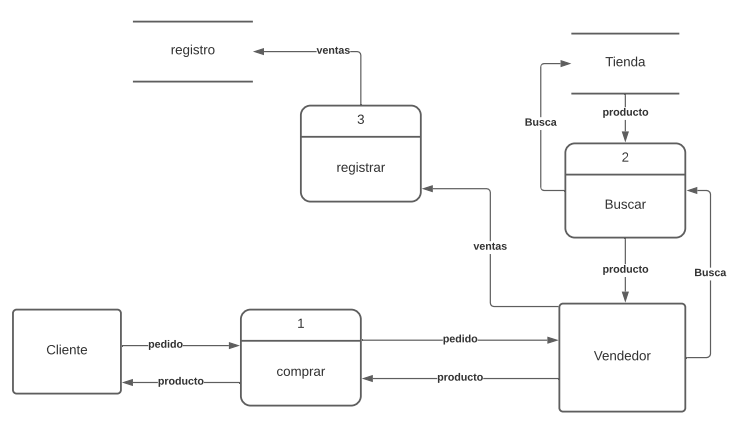 registro
ventas
Tienda
Busca
producto
3
registrar
2
Buscar
ventas
producto
Busca
1
comprar
Cliente
pedido
producto
pedido
producto
Vendedor